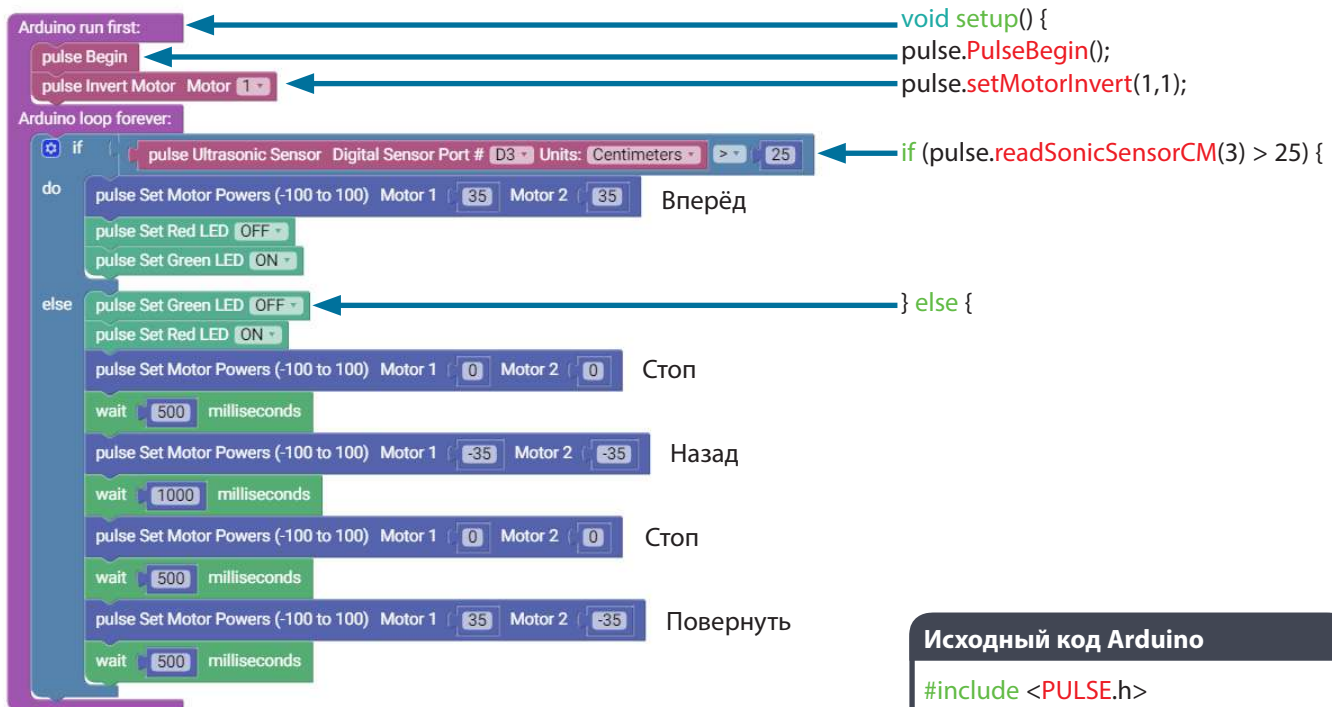 Arduino run first:
void setup() {
pulse Begin
pulse.PulseBegin();
pulse Invert Motor Motor 1
pulse.setMotorInvert(1,1);
Arduino loop forever:
if pulse Ultrasonic Sensor Digital Sensor Port # D3 Units: Centimeters > 25
if (pulse.readSonicSensorCM(3) > 25) {
do pulse Set Motor Powers (-100 to 100) Motor 1 35 Motor 2 35 Вперёд
pulse Set Red LED OFF
pulse Set Green LED ON
else pulse Set Green LED OFF
} else {
pulse Set Red LED ON
pulse Set Motor Powers (-100 to 100) Motor 1 0 Motor 2 0 Стоп
wait 500 milliseconds
pulse Set Motor Powers (-100 to 100) Motor 1 -35 Motor 2 -35 Назад
wait 1000 milliseconds
pulse Set Motor Powers (-100 to 100) Motor 1 0 Motor 2 0 Стоп
wait 500 milliseconds
pulse Set Motor Powers (-100 to 100) Motor 1 35 Motor 2 -35 Повернуть
wait 500 milliseconds
Исходный код Arduino
#include <PULSE.h>